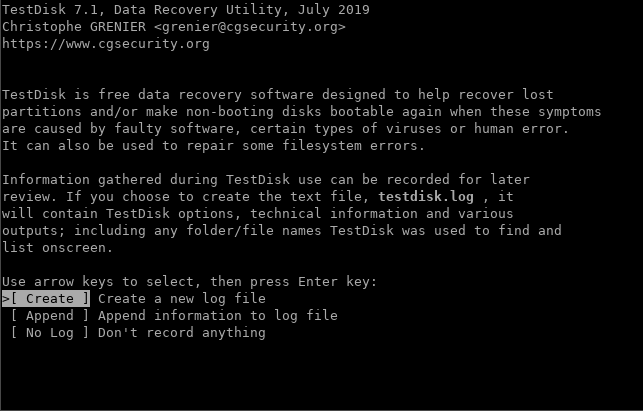 TestDisk 7.1, Data Recovery Utility, July 2019
Christophe GRENIER <grenier@cgsecurity.org>
https://www.cgsecurity.org
TestDisk is free data recovery software designed to help recover lost
partitions and/or make non-booting disks bootable again when these symptoms
are caused by faulty software, certain types of viruses or human error.
It can also be used to repair some filesystem errors.
Information gathered during TestDisk use can be recorded for later
review. If you choose to create the text file, testdisk.log , it
will contain TestDisk options, technical information and various
outputs; including any folder/file names TestDisk was used to find and
list onscreen.
Use arrow keys to select, then press Enter key:
>[ Create ] Create a new log file
[ Append ] Append information to log file
[ No Log ] Don't record anything